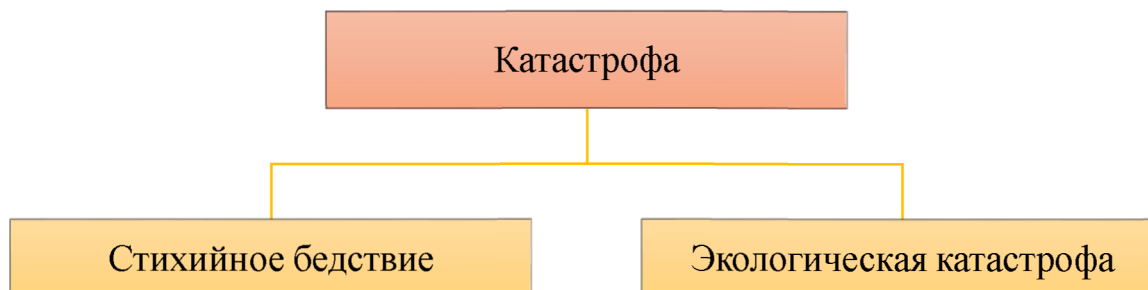 Катастрофа
Стихийное бедствие
Экологическая катастрофа